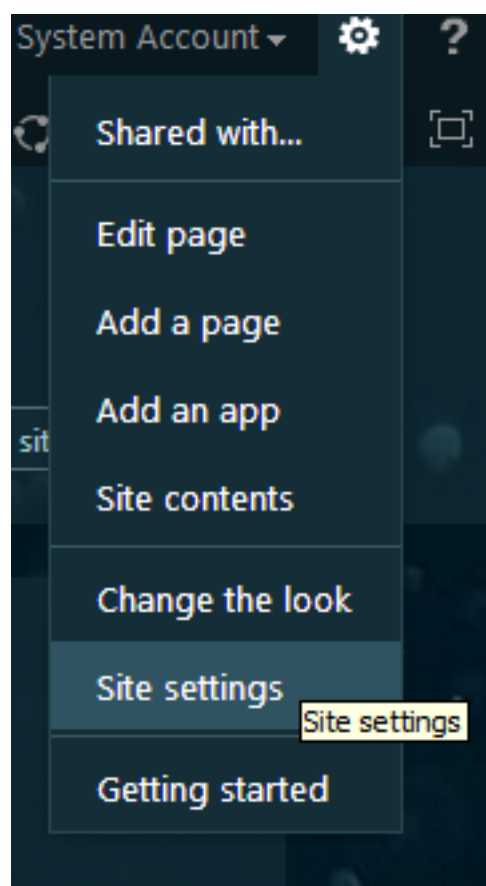 System Account
?
Shared with...
Edit page
Add a page
Add an app
sit
Site contents
Change the look
Site settings
Site settings
Getting started